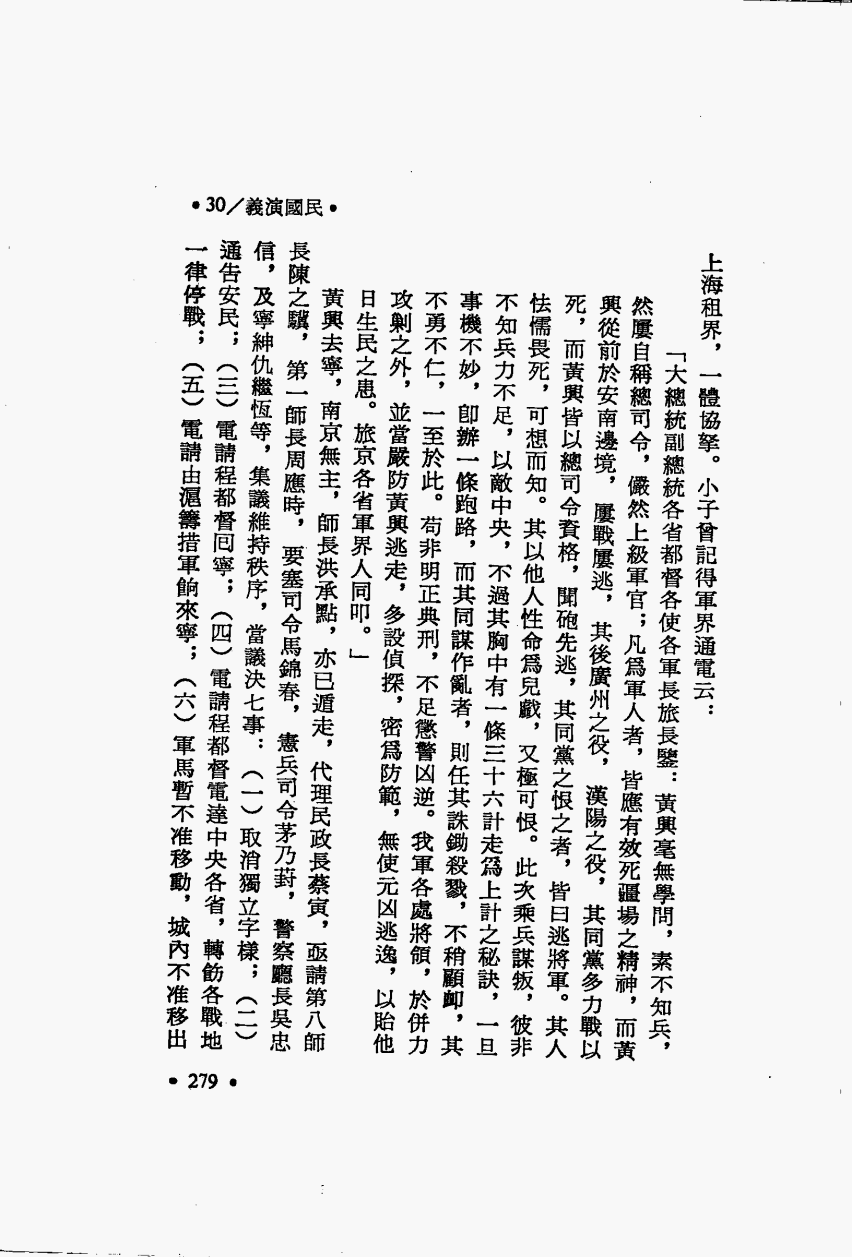 •30/義演國民•
上海租界，一體協拏。小子曾記得軍界通電云：
「大總統副總統各省都督各使各軍長旅長鑒：黃興毫無學問，素不知兵，
然屢自稱總司令，儼然上級軍官；凡爲軍人者，皆應有效死疆場之精神，而黃
興從前於安南邊境，屢戰屢逃，其後廣州之役，漢陽之役，其同黨多力戰以
死，而黃興皆以總司令資格，聞砲先逃，其同黨之恨之者，皆曰逃將軍。其人
怯懦畏死，可想而知。其以他人性命爲兒戲，又極可恨。此次乘兵謀叛，彼非
不知兵力不足，以敵中央，不過其胸中有一條三十六計走爲上計之秘訣，一旦
事機不妙，卽辦一條跑路，而其同謀作亂者，則任其誅鋤殺戮，不稍顧卹，其
不勇不仁，一至於此。苟非明正典刑，不足懲警凶逆。我軍各處將領，於併力
攻剿之外，並當嚴防黃興逃走，多設偵探，密爲防範，無使元凶逃逸，以貽他
日生民之患。旅京各省軍界人同叩。」
黃興去寧，南京無主，師長洪承點，亦已遁走，代理民政長蔡寅，亟請第八師
長陳之驥，第一師長周應時，要塞司令馬錦春，憲兵司令茅乃葑，警察廳長吳忠
信，及寧紳仇繼恆等，集議維持秩序，當議決七事：（一）取消獨立字樣；（二）
通告安民；（三）電請程都督回寧；（四）電請程都督電達中央各省，轉飭各戰地
一律停戰；（五）電請由滬籌措軍餉來寧；（六）軍馬暫不准移動，城內不准移出
•279•